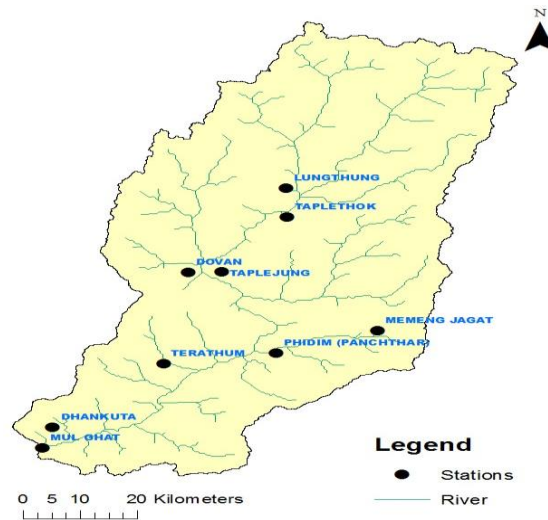 N
LUNGTHUNG
TAPLETHOK
DOVAN
TAPLEJUNG
MEMENG JAGAT
PHIDIM (PANCHTHAR)
TERATHUM
DHANKUTA
MUL GHAT
Legend
Stations
River
0 5 10 20 Kilometers